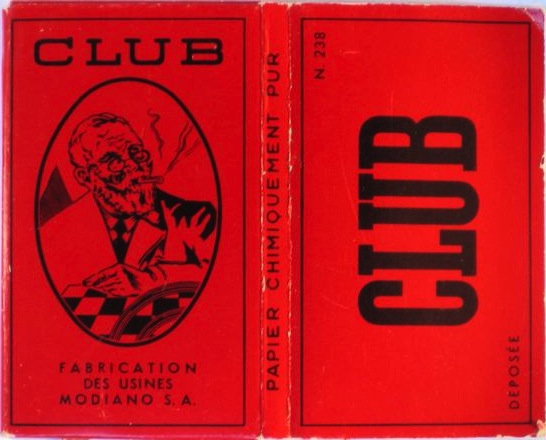 CLUB
FABRICATION
DES USINES
MODIANO S.A.
PAPIER CHIMIQUEMENT PUR
N. 238
CLUB
DEPOSÉE